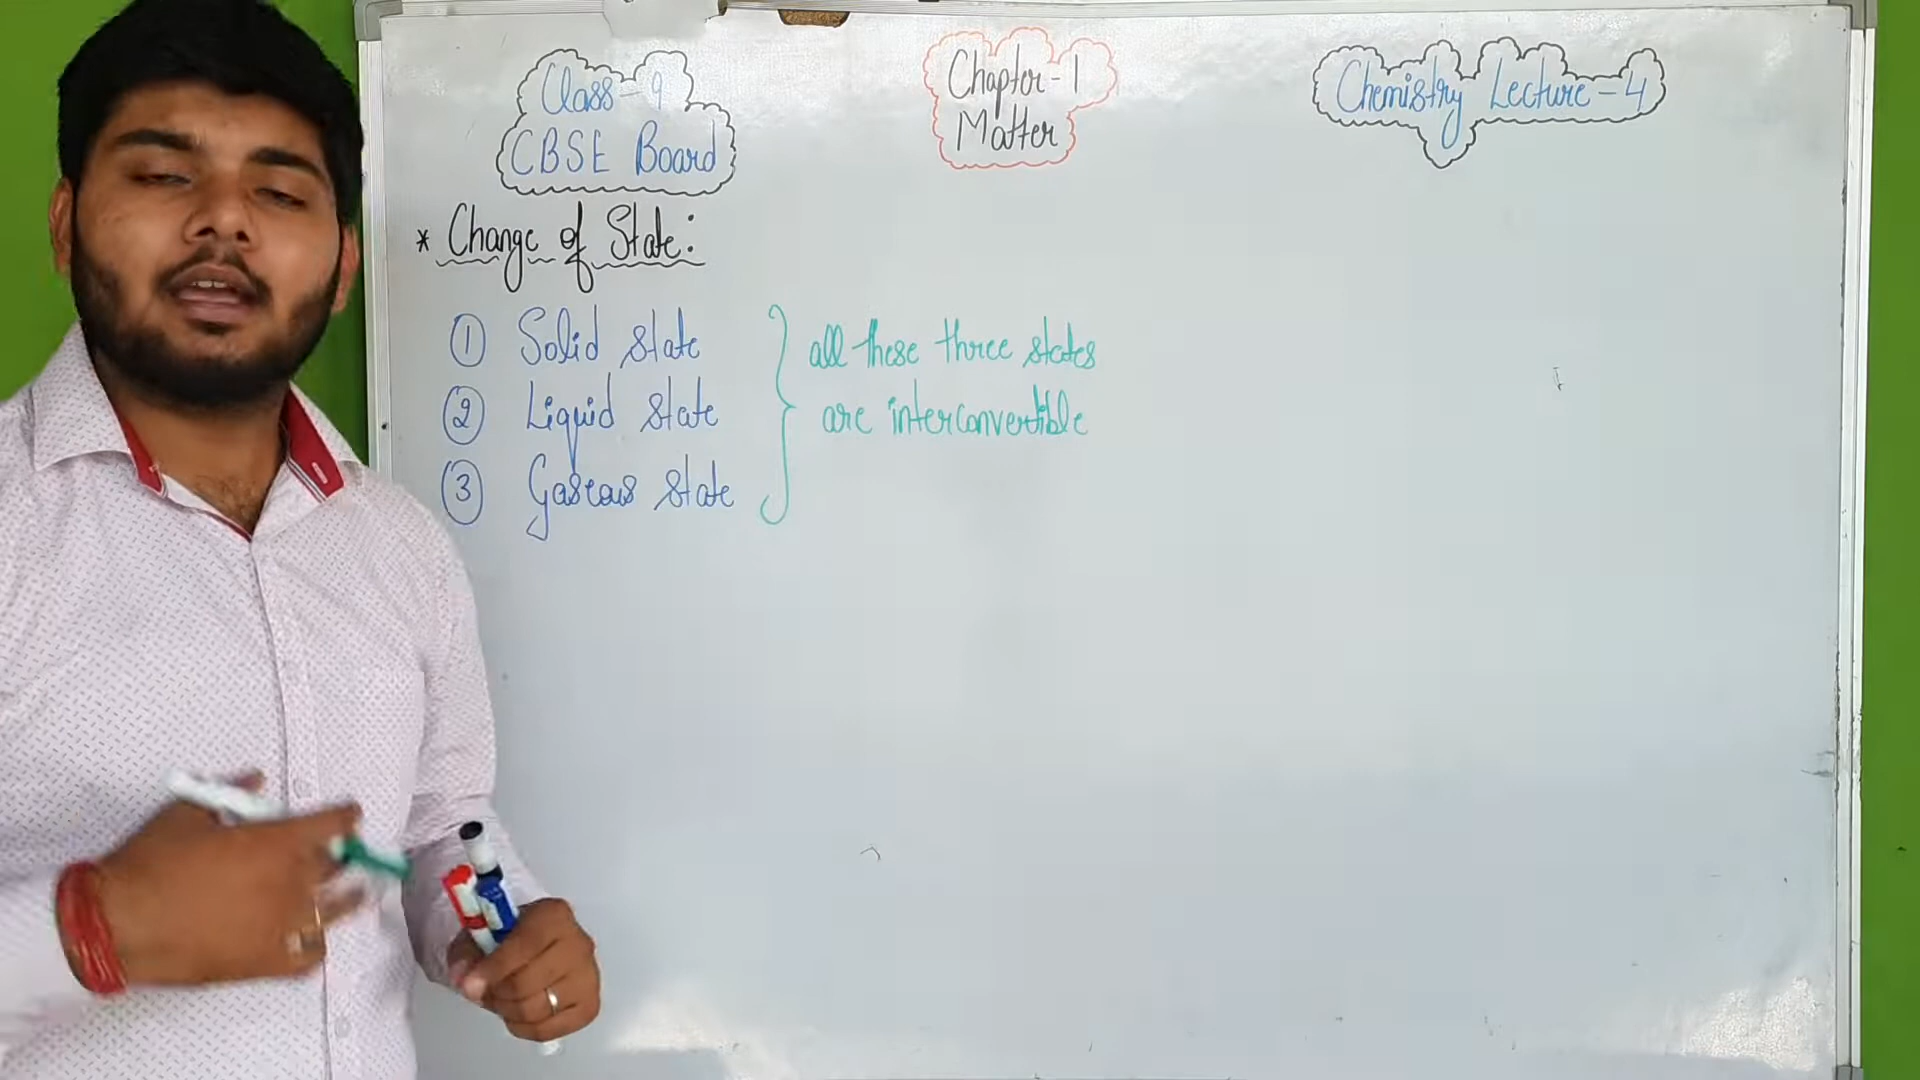 Class-9
CBSE Board
Chapter-1
Matter
Chemistry Lecture-4
* Change of State:
① Solid state
② Liquid state
③ Gaseous state
all these three states
are interconvertible